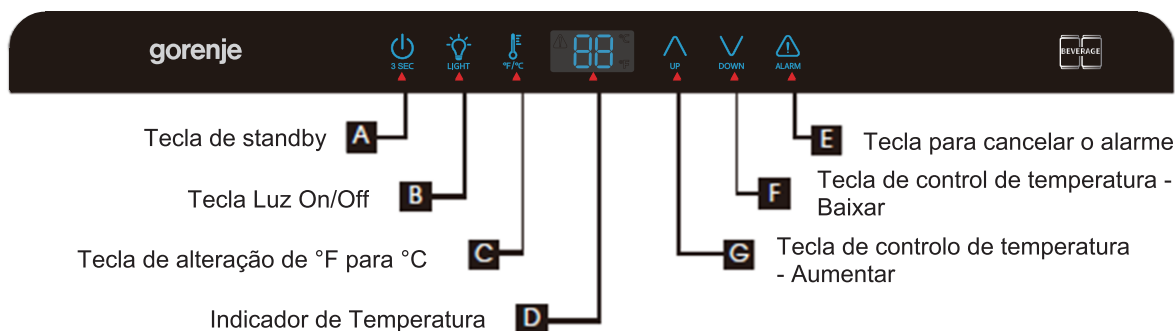 gorenje
3 SEC
LIGHT
°F/°C
88
°C
°F
UP
DOWN
ALARM
BEVERAGE
Tecla de standby A
E Tecla para cancelar o alarme
Tecla Luz On/Off B
F Tecla de control de temperatura -
Baixar
Tecla de alteração de °F para °C C
G Tecla de controlo de temperatura
- Aumentar
Indicador de Temperatura D